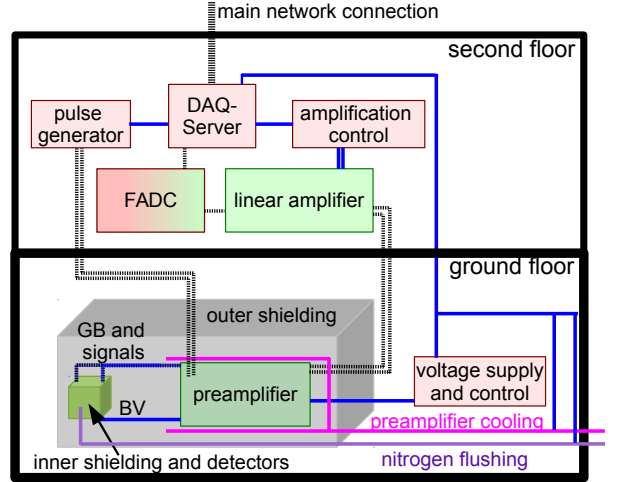 main network connection
second floor
pulse
generator
DAQ-
Server
amplification
control
FADC
linear amplifier
ground floor
outer shielding
GB and
signals
preamplifier
voltage supply
and control
BV
preamplifier cooling
inner shielding and detectors
nitrogen flushing